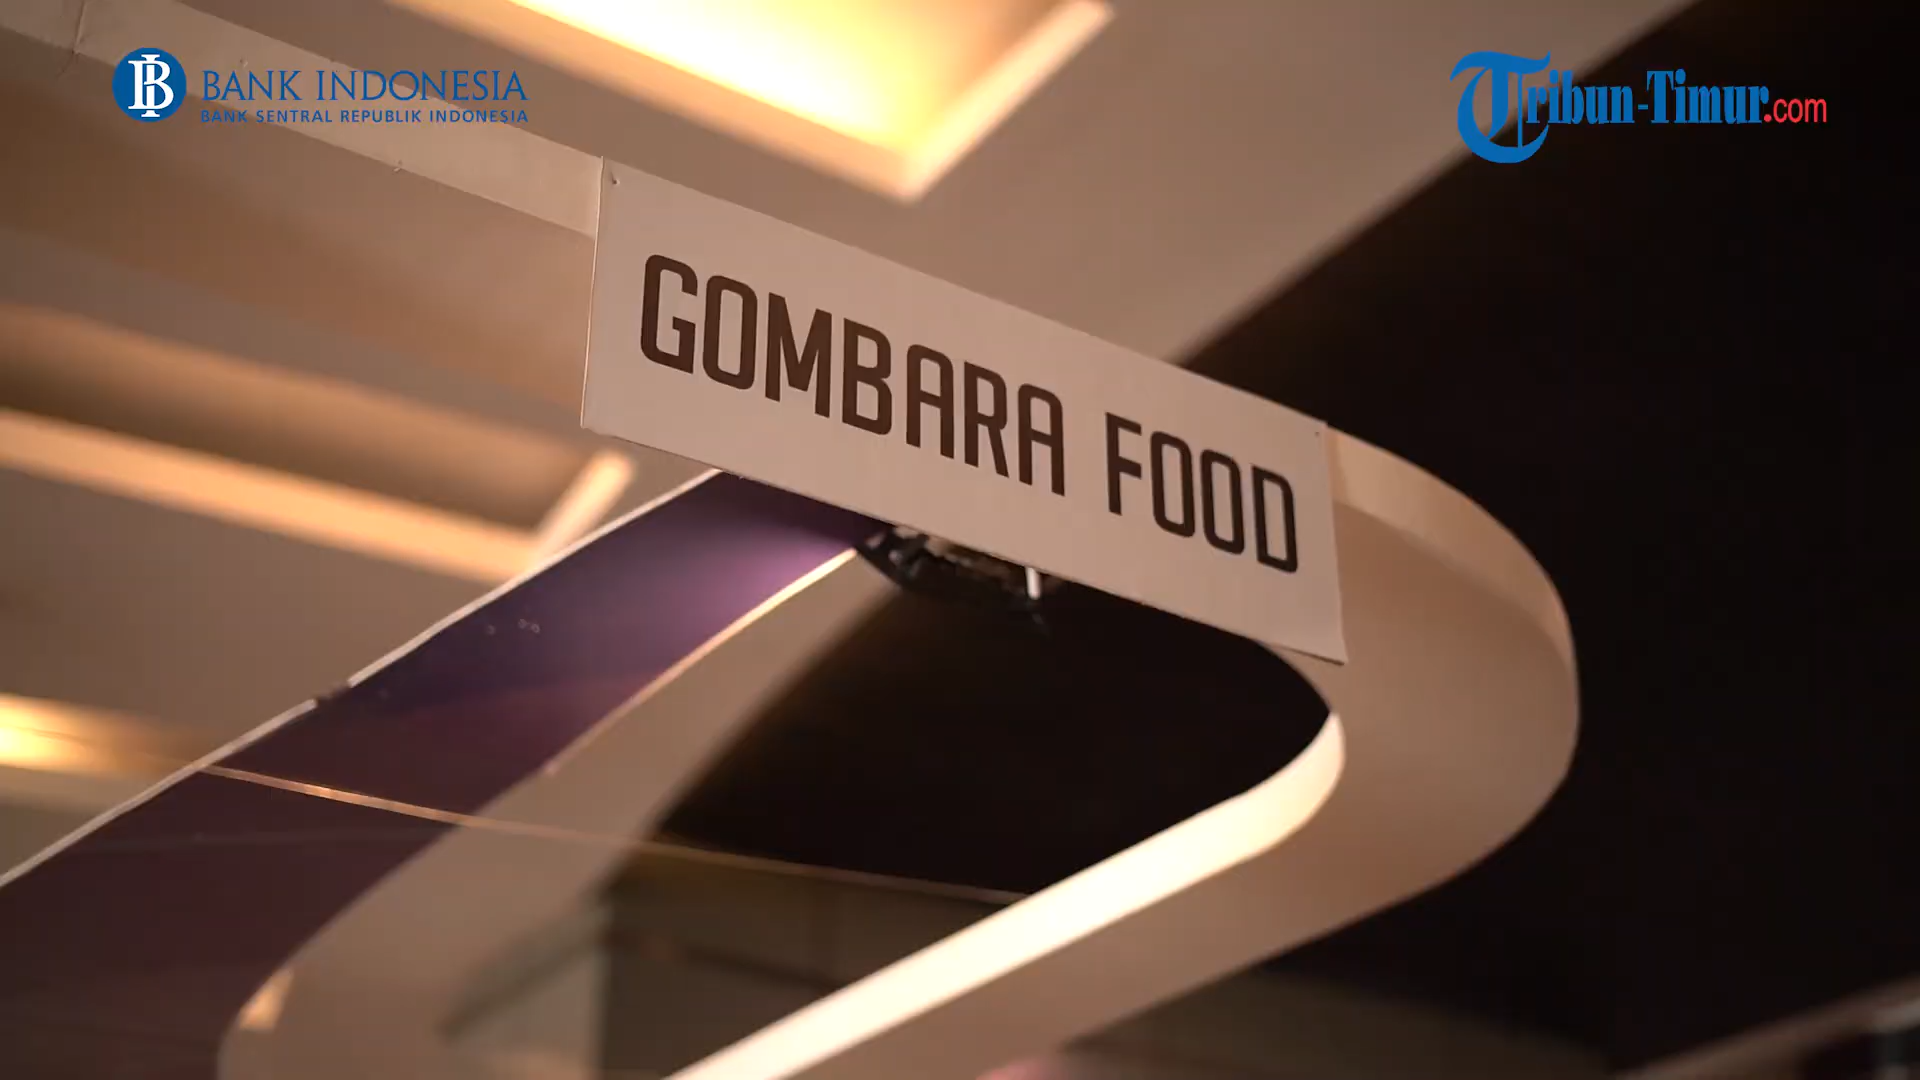 BANK INDONESIA
BANK SENTRAL REPUBLIK INDONESIA
Tribun-Timur.com
GOMBARA FOOD